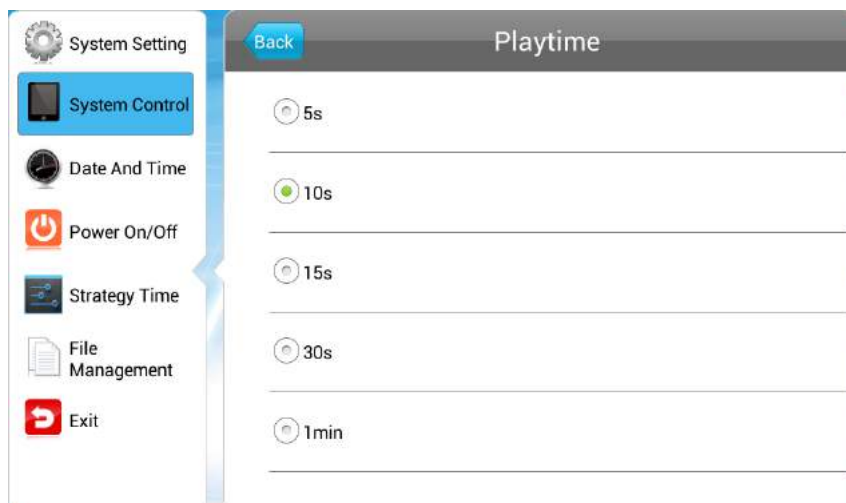 System Setting
System Control
Date And Time
Power On/Off
Strategy Time
File
Management
Exit
Back
Playtime
5s
10s
15s
30s
1min